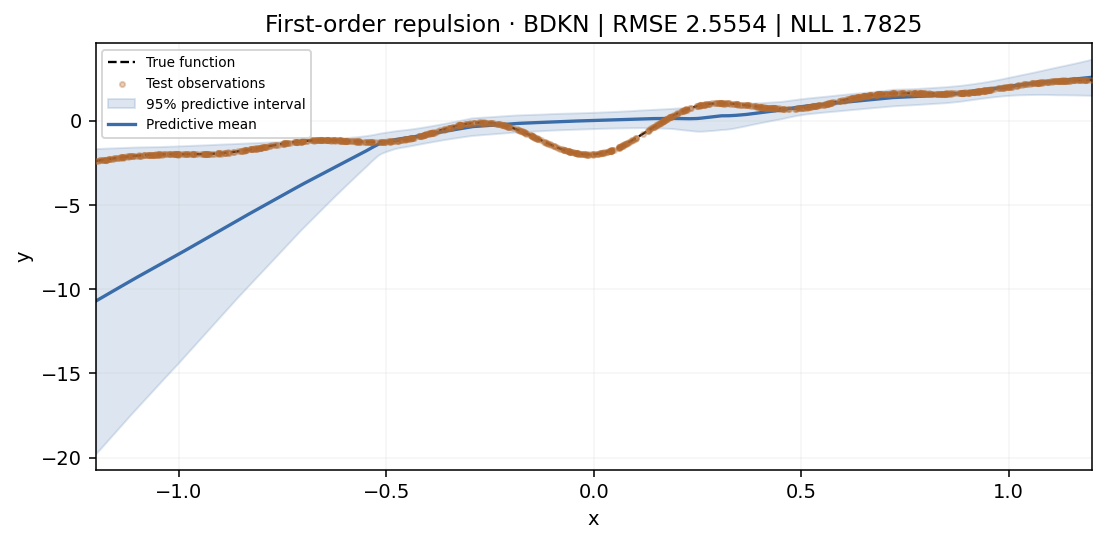 First-order repulsion · BDKN | RMSE 2.5554 | NLL 1.7825
True function
Test observations
95% predictive interval
Predictive mean
0
−5
−10
−15
−20
y
−1.0
−0.5
0.0
0.5
1.0
x